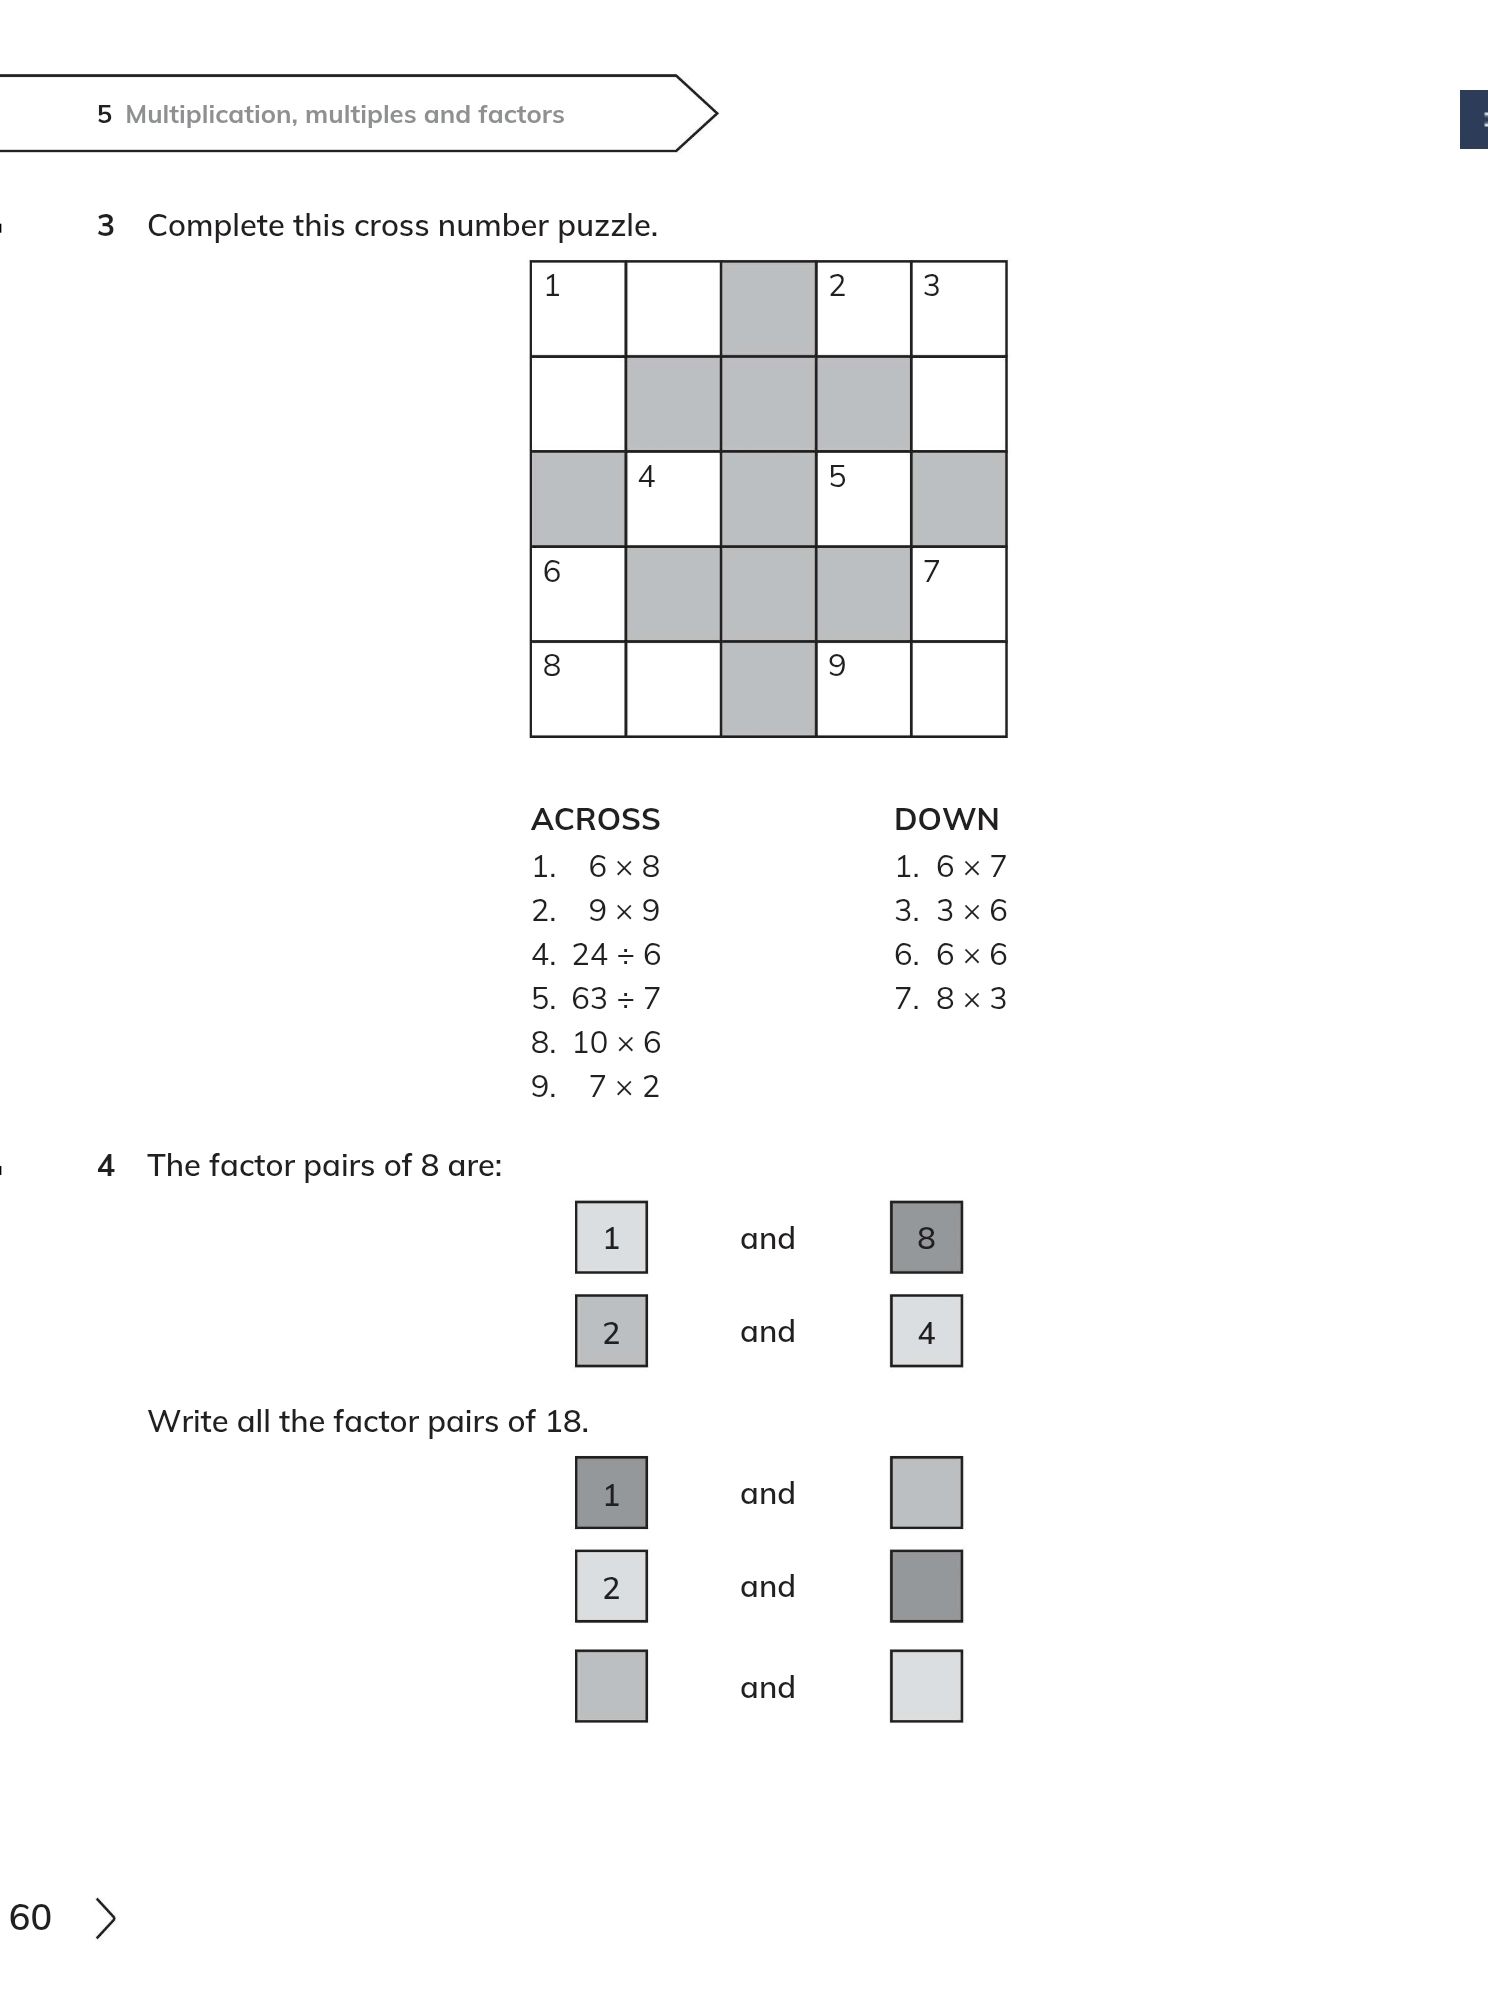 5 Multiplication, multiples and factors
3 Complete this cross number puzzle.
1 2 3
4 5
6 7
8 9
ACROSS
1. 6 × 8
2. 9 × 9
4. 24 ÷ 6
5. 63 ÷ 7
8. 10 × 6
9. 7 × 2
DOWN
1. 6 × 7
3. 3 × 6
6. 6 × 6
7. 8 × 3
4 The factor pairs of 8 are:
1 and 8
2 and 4
Write all the factor pairs of 18.
1 and
2 and
and
60